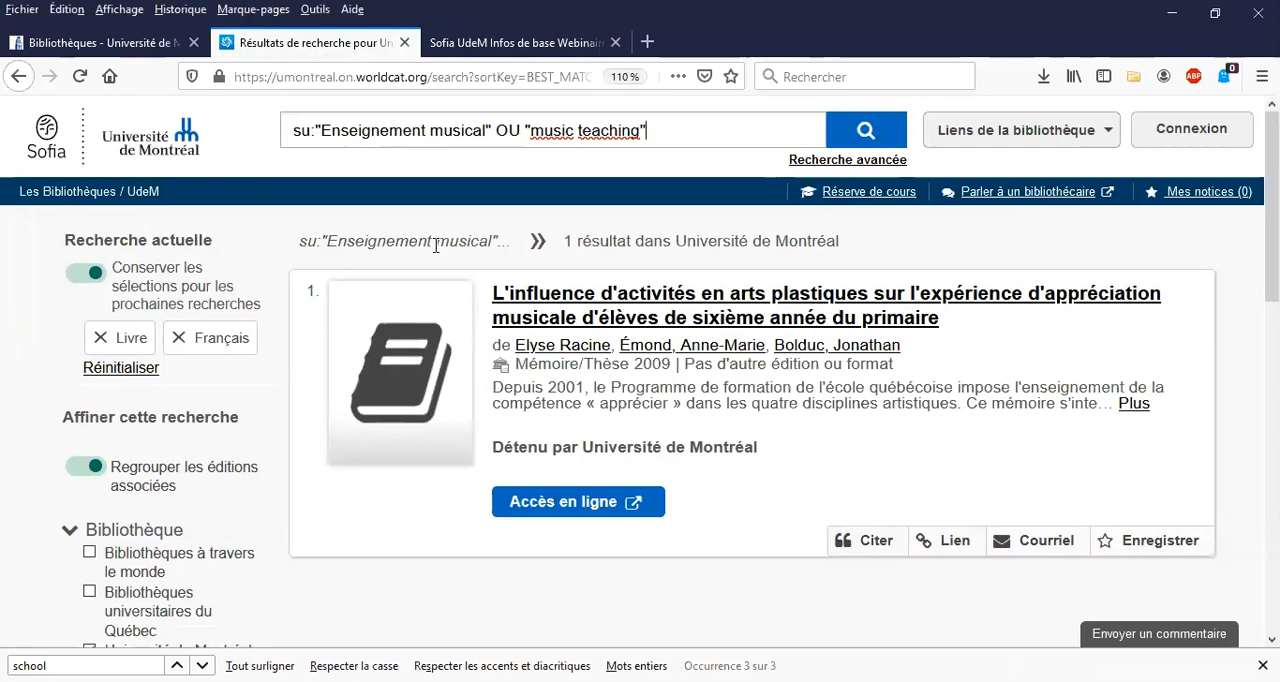 Fichier Édition Affichage Historique Marque-pages Outils Aide
Bibliothèques - Université de M
Résultats de recherche pour Un
Sofia UdeM Infos de base Webinaire
https://umontreal.on.worldcat.org/search?sortKey=BEST_MATC
110 %
Rechercher
ABP
0
Sofia
Université de Montréal
su:"Enseignement musical" OU "music teaching"
Liens de la bibliothèque
Connexion
Recherche avancée
Les Bibliothèques / UdeM
Réserve de cours
Parler à un bibliothécaire
Mes notices (0)
Recherche actuelle
Conserver les
sélections pour les
prochaines recherches
Livre
Français
Réinitialiser
Affiner cette recherche
Regrouper les éditions
associées
Bibliothèque
Bibliothèques à travers
le monde
Bibliothèques
universitaires du
Québec
su:"Enseignement musical"...
1 résultat dans Université de Montréal
1.
L'influence d'activités en arts plastiques sur l'expérience d'appréciation
musicale d'élèves de sixième année du primaire
de Elyse Racine, Émond, Anne-Marie, Bolduc, Jonathan
Mémoire/Thèse 2009 | Pas d'autre édition ou format
Depuis 2001, le Programme de formation de l'école québécoise impose l'enseignement de la
compétence « apprécier » dans les quatre disciplines artistiques. Ce mémoire s'inte… Plus
Détenu par Université de Montréal
Accès en ligne
Citer
Lien
Courriel
Enregistrer
Envoyer un commentaire
school
Tout surligner
Respecter la casse
Respecter les accents et diacritiques
Mots entiers
Occurrence 3 sur 3